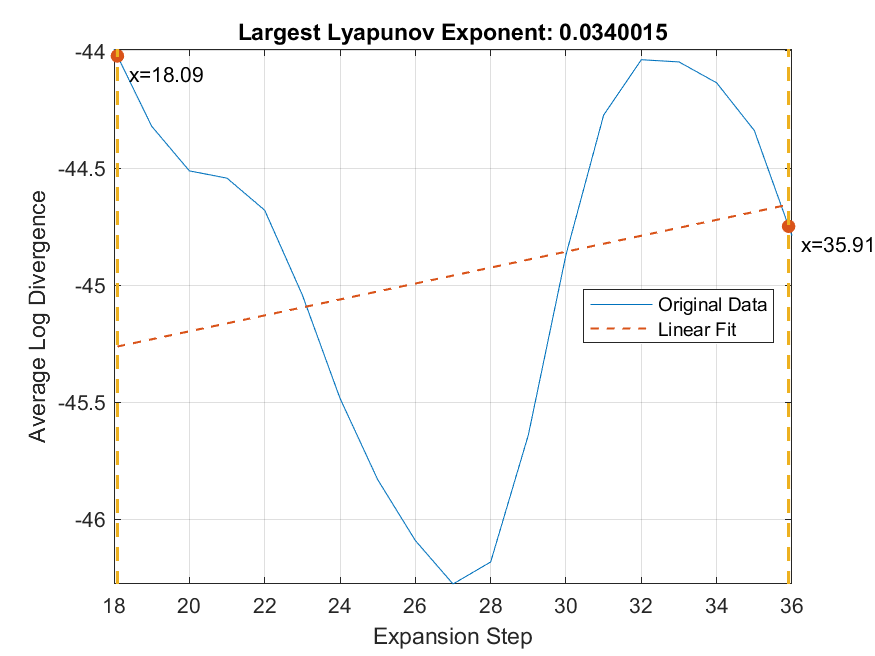 Largest Lyapunov Exponent: 0.0340015
-44
x=18.09
-44.5
x=35.91
-45
Original Data
Linear Fit
-45.5
-46
Average Log Divergence
18 20 22 24 26 28 30 32 34 36
Expansion Step